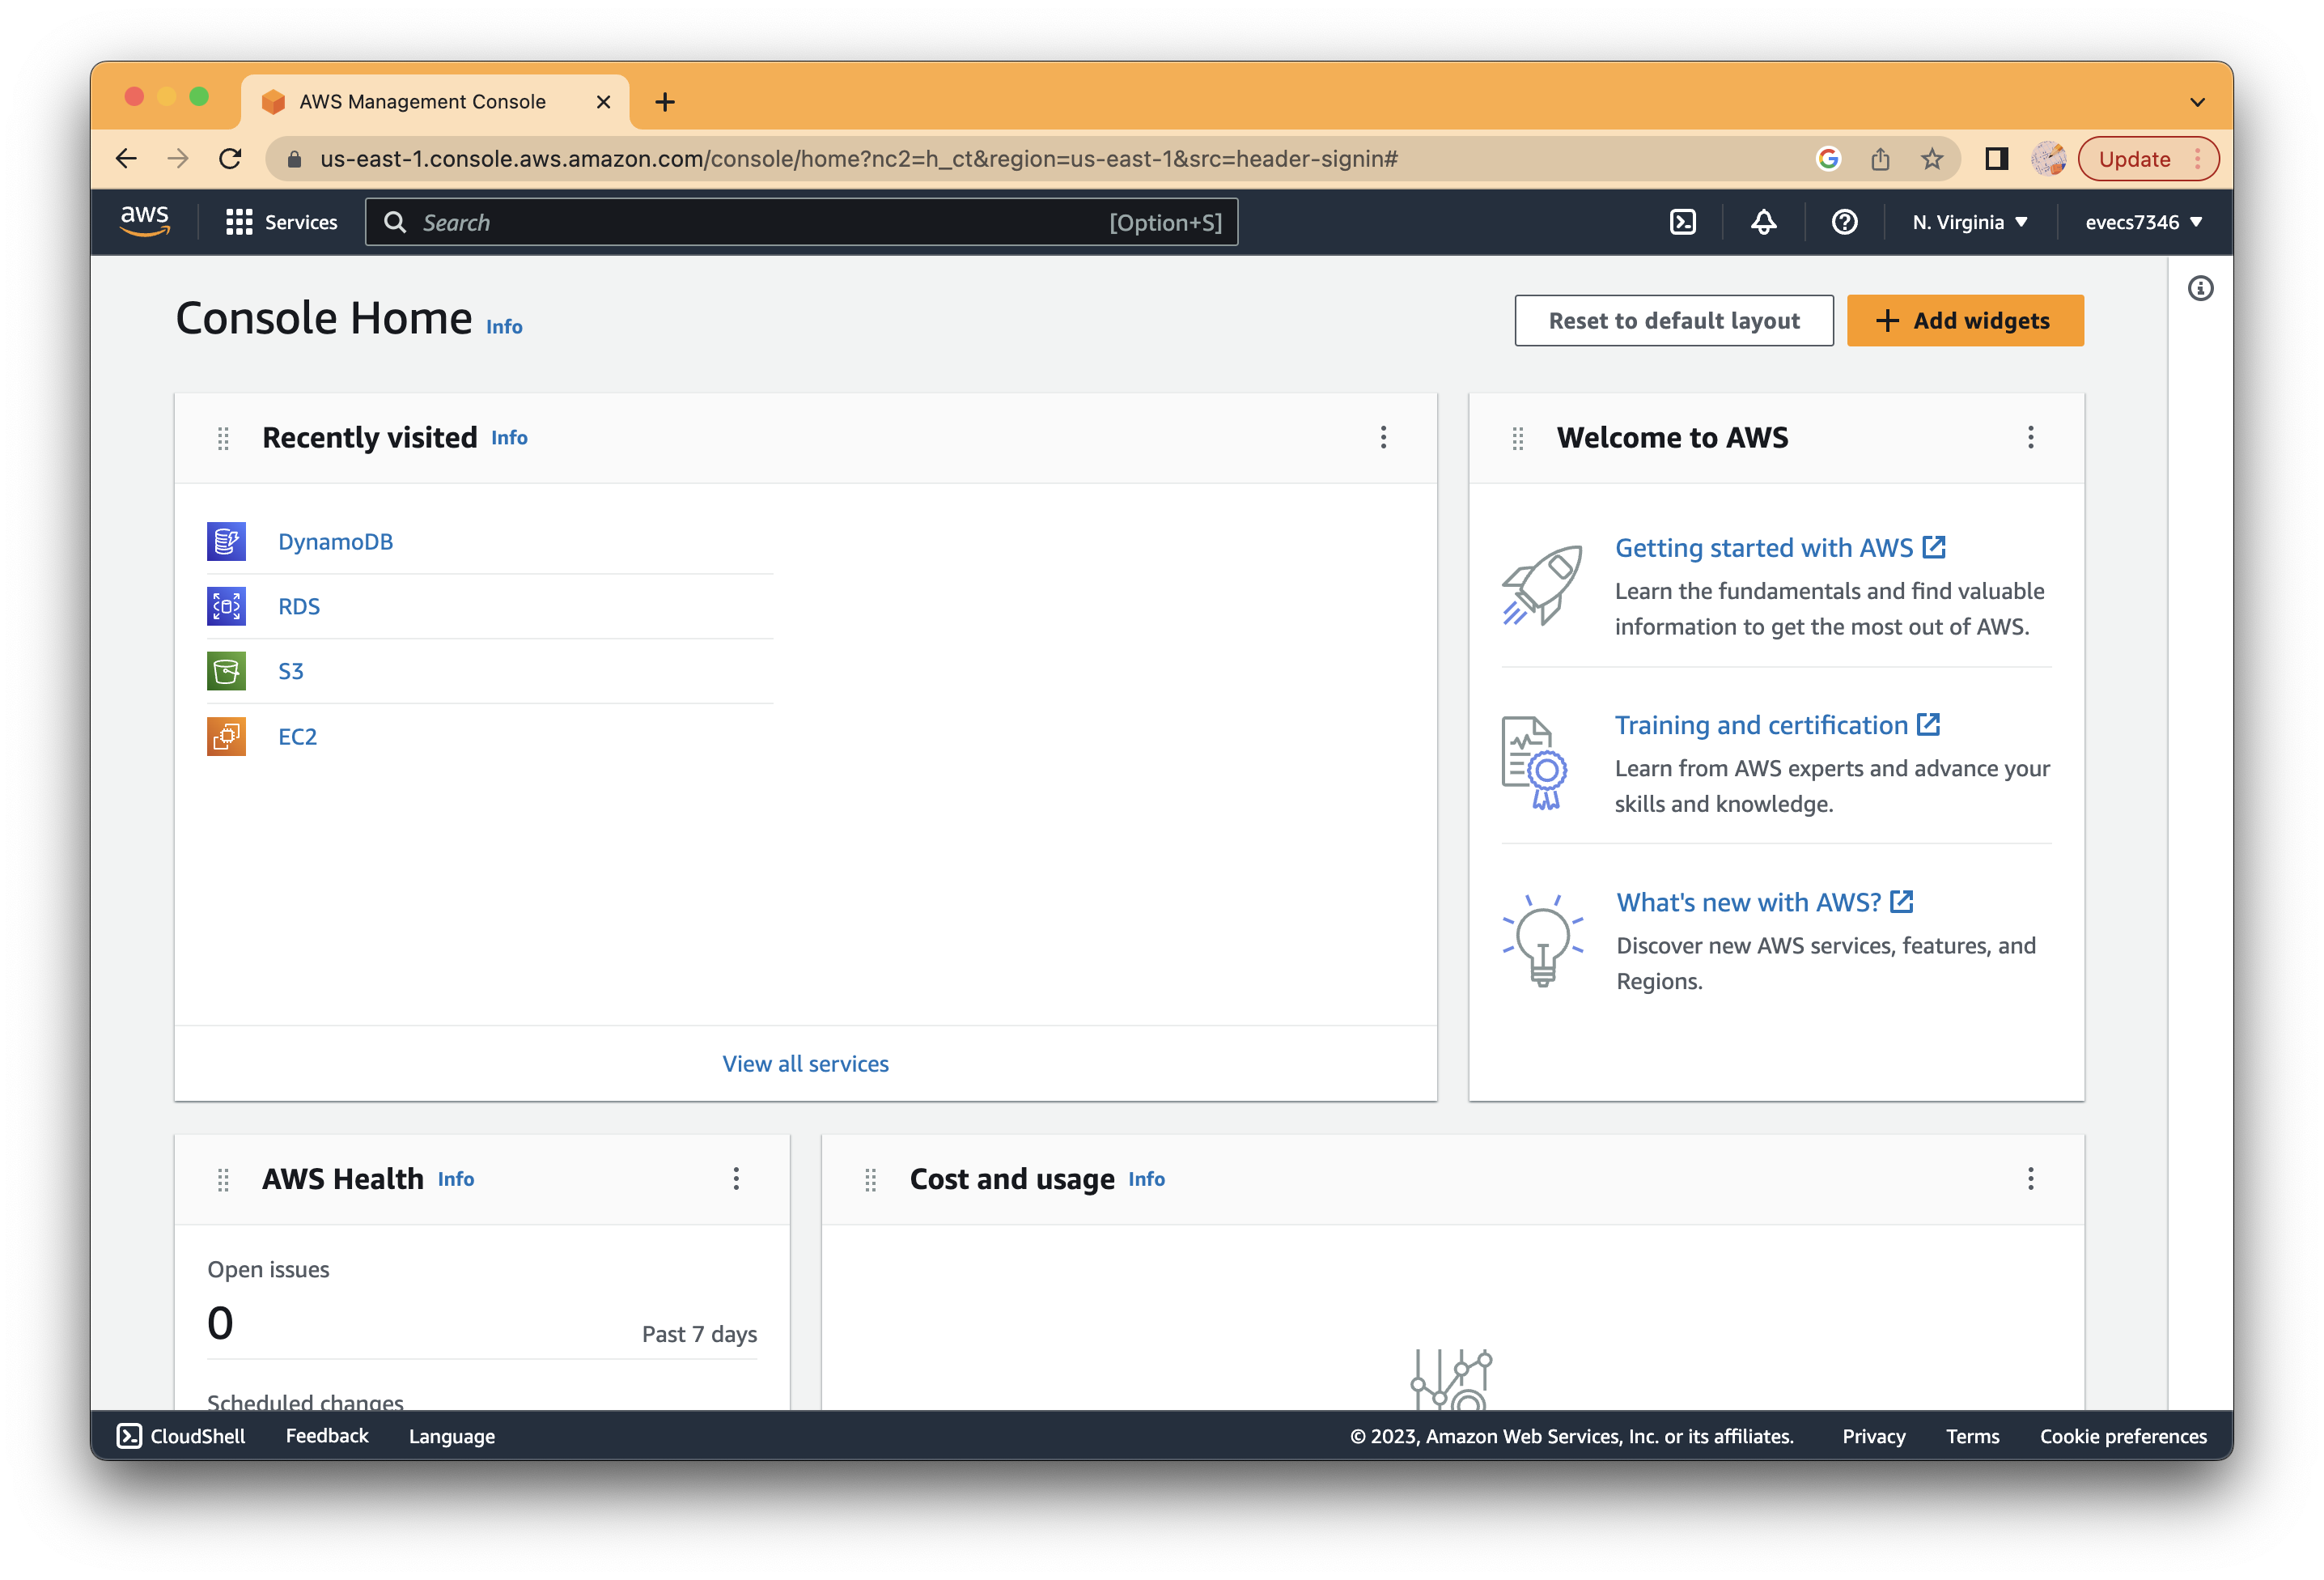 AWS Management Console
us-east-1.console.aws.amazon.com/console/home?nc2=h_ct&region=us-east-1&src=header-signin#
Update
aws
Services
Search
[Option+S]
N. Virginia
evecs7346
Console Home Info
Reset to default layout
Add widgets
Recently visited Info
DynamoDB
RDS
S3
EC2
View all services
Welcome to AWS
Getting started with AWS
Learn the fundamentals and find valuable
information to get the most out of AWS.
Training and certification
Learn from AWS experts and advance your
skills and knowledge.
What's new with AWS?
Discover new AWS services, features, and
Regions.
AWS Health Info
Open issues
0
Past 7 days
Scheduled changes
Cost and usage Info
CloudShell
Feedback
Language
© 2023, Amazon Web Services, Inc. or its affiliates.
Privacy
Terms
Cookie preferences